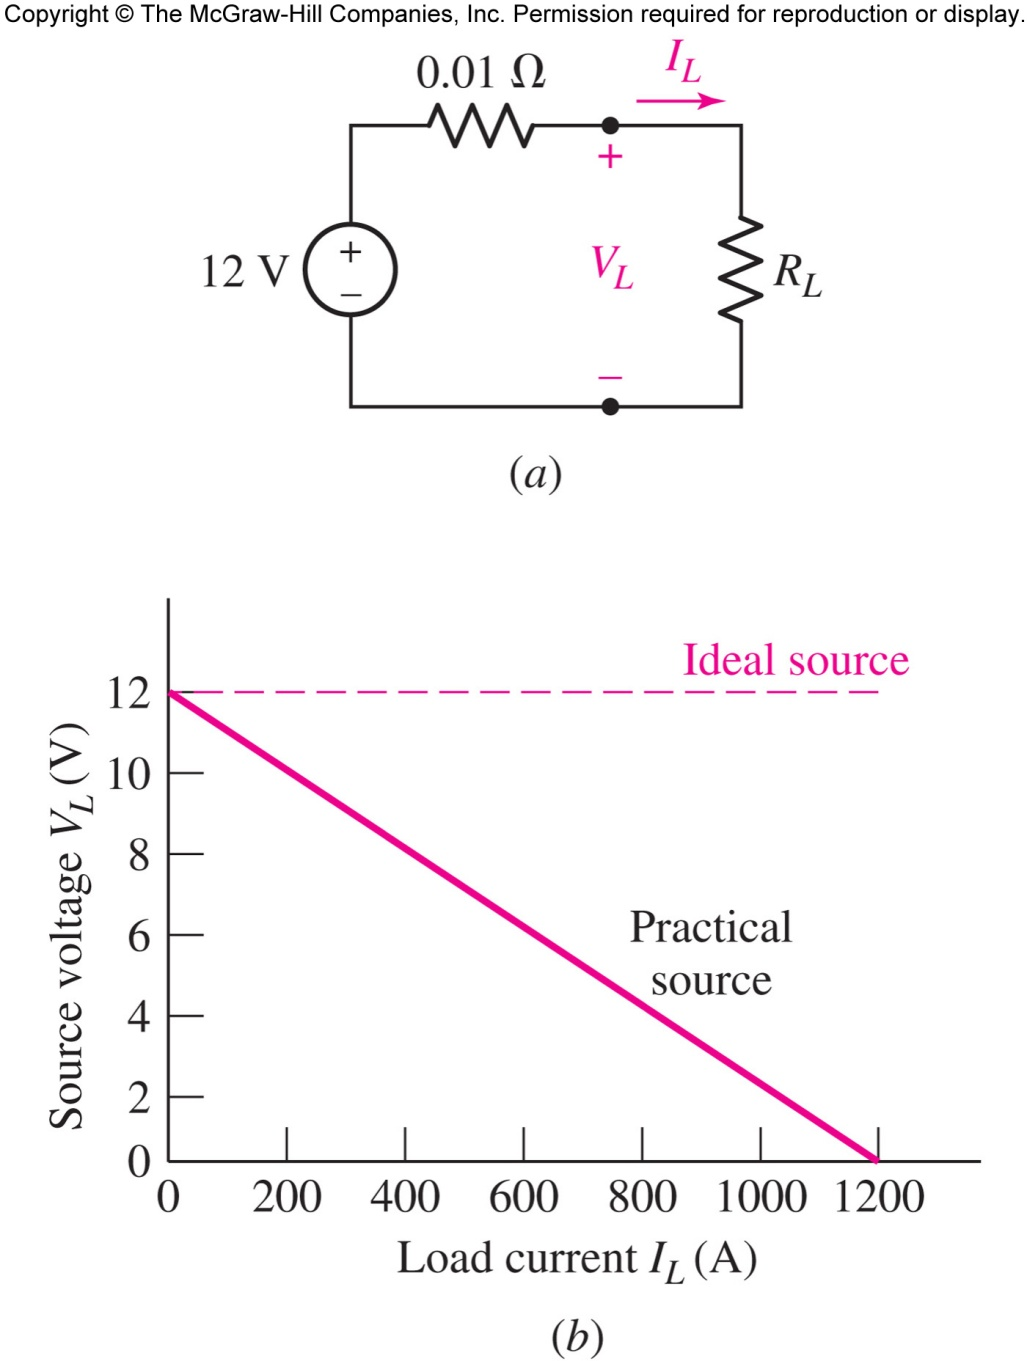 Copyright © The McGraw-Hill Companies, Inc. Permission required for reproduction or display.
0.01 Ω
I_L
+
12 V
+
−
V_L
R_L
−
(a)
Ideal source
Source voltage V_L (V)
12
10
8
6
4
2
0
Practical
source
0 200 400 600 800 1000 1200
Load current I_L (A)
(b)